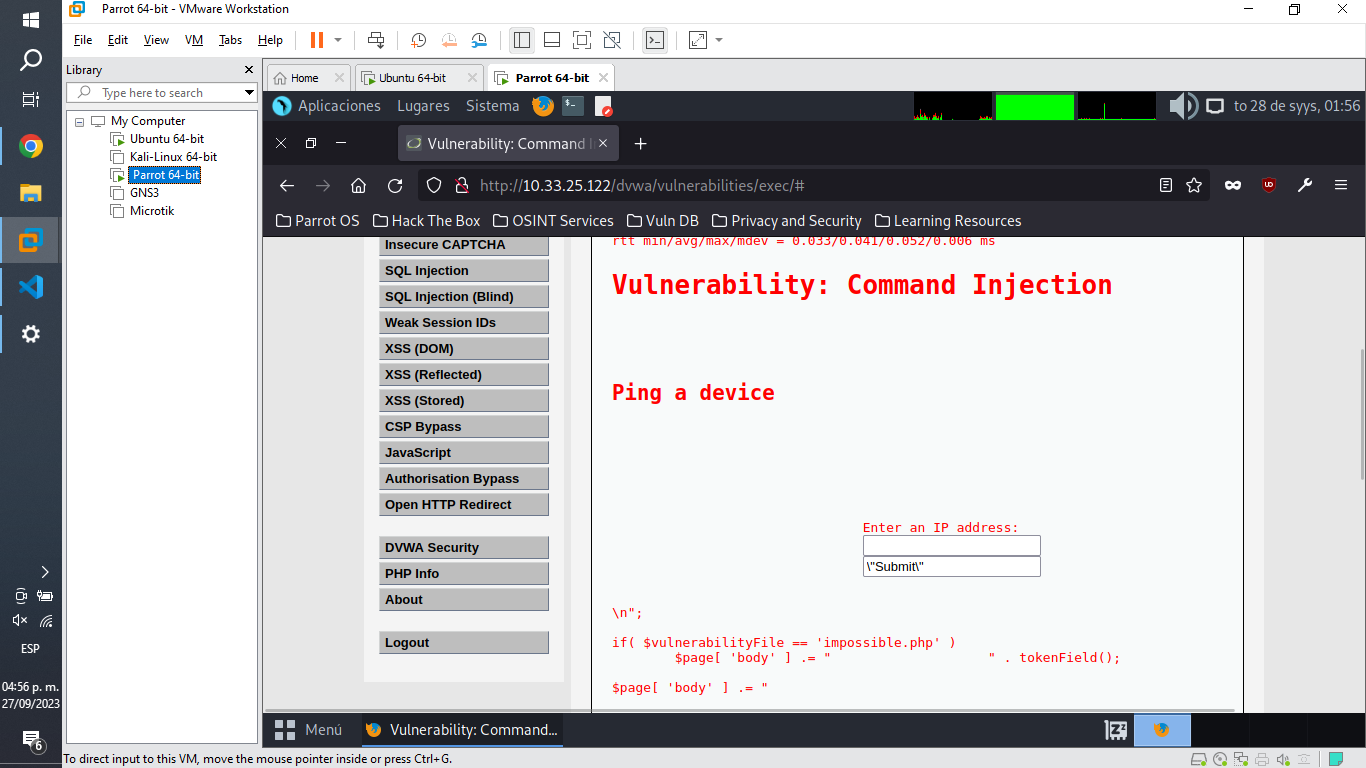 Parrot 64-bit - VMware Workstation
File Edit View VM Tabs Help
Library
Type here to search
My Computer
Ubuntu 64-bit
Kali-Linux 64-bit
Parrot 64-bit
GNS3
Microtik
Home
Ubuntu 64-bit
Parrot 64-bit
Aplicaciones Lugares Sistema
to 28 de syys, 01:56
Vulnerability: Command I
http://10.33.25.122/dvwa/vulnerabilities/exec/#
Parrot OS Hack The Box OSINT Services Vuln DB Privacy and Security Learning Resources
Insecure CAPTCHA
SQL Injection
SQL Injection (Blind)
Weak Session IDs
XSS (DOM)
XSS (Reflected)
XSS (Stored)
CSP Bypass
JavaScript
Authorisation Bypass
Open HTTP Redirect
DVWA Security
PHP Info
About
Logout
rtt min/avg/max/mdev = 0.033/0.041/0.052/0.006 ms
Vulnerability: Command Injection
Ping a device
Enter an IP address:
\"Submit\"
\n";
if( $vulnerabilityFile == 'impossible.php' )
$page[ 'body' ] .= " " . tokenField();
$page[ 'body' ] .= "
Menú
Vulnerability: Command...
ESP
04:56 p. m.
27/09/2023
6
To direct input to this VM, move the mouse pointer inside or press Ctrl+G.